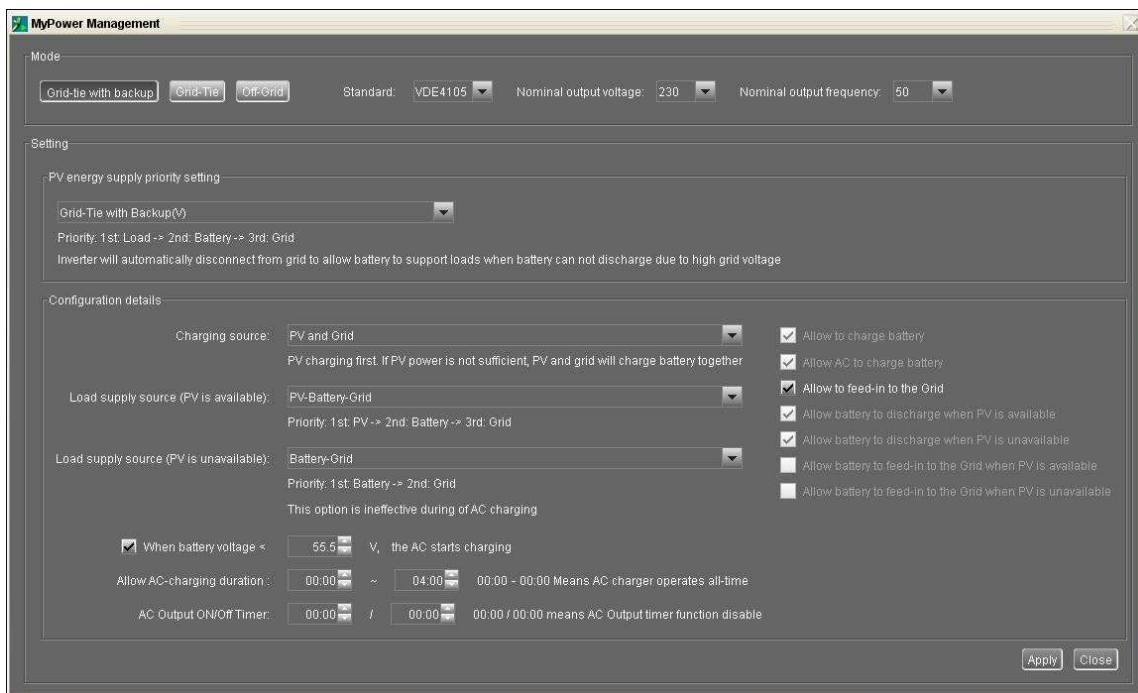 MyPower Management
Mode
Grid-tie with backup Grid-Tie Off-Grid Standard: VDE4105 Nominal output voltage: 230 Nominal output frequency: 50
Setting
PV energy supply priority setting
Grid-Tie with Backup(V)
Priority: 1st: Load -> 2nd: Battery -> 3rd: Grid
Inverter will automatically disconnect from grid to allow battery to support loads when battery can not discharge due to high grid voltage
Configuration details
Charging source: PV and Grid
PV charging first. If PV power is not sufficient, PV and grid will charge battery together
Load supply source (PV is available): PV-Battery-Grid
Priority: 1st: PV -> 2nd: Battery -> 3rd: Grid
Load supply source (PV is unavailable): Battery-Grid
Priority: 1st: Battery -> 2nd: Grid
This option is ineffective during of AC charging
When battery voltage < 55.5 V, the AC starts charging
Allow AC-charging duration : 00:00 ~ 04:00 00:00 - 00:00 Means AC charger operates all-time
AC Output ON/Off Timer: 00:00 / 00:00 00:00 / 00:00 means AC Output timer function disable
Allow to charge battery
Allow AC to charge battery
Allow to feed-in to the Grid
Allow battery to discharge when PV is available
Allow battery to discharge when PV is unavailable
Allow battery to feed-in to the Grid when PV is available
Allow battery to feed-in to the Grid when PV is unavailable
Apply Close